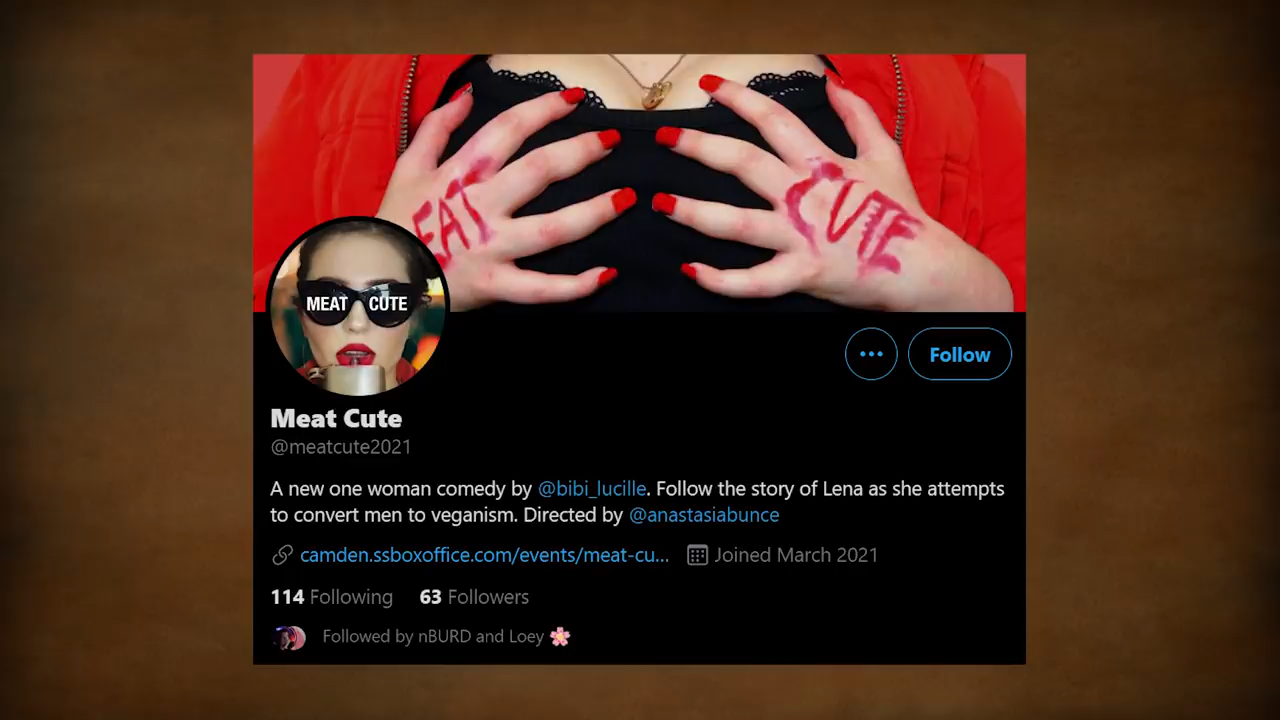 EAT CUTE
MEAT CUTE
Follow
Meat Cute
@meatcute2021
A new one woman comedy by @bibi_lucille. Follow the story of Lena as she attempts
to convert men to veganism. Directed by @anastasiabunce
camden.ssboxoffice.com/events/meat-cu... Joined March 2021
114 Following 63 Followers
Followed by nBURD and Loey 🌸